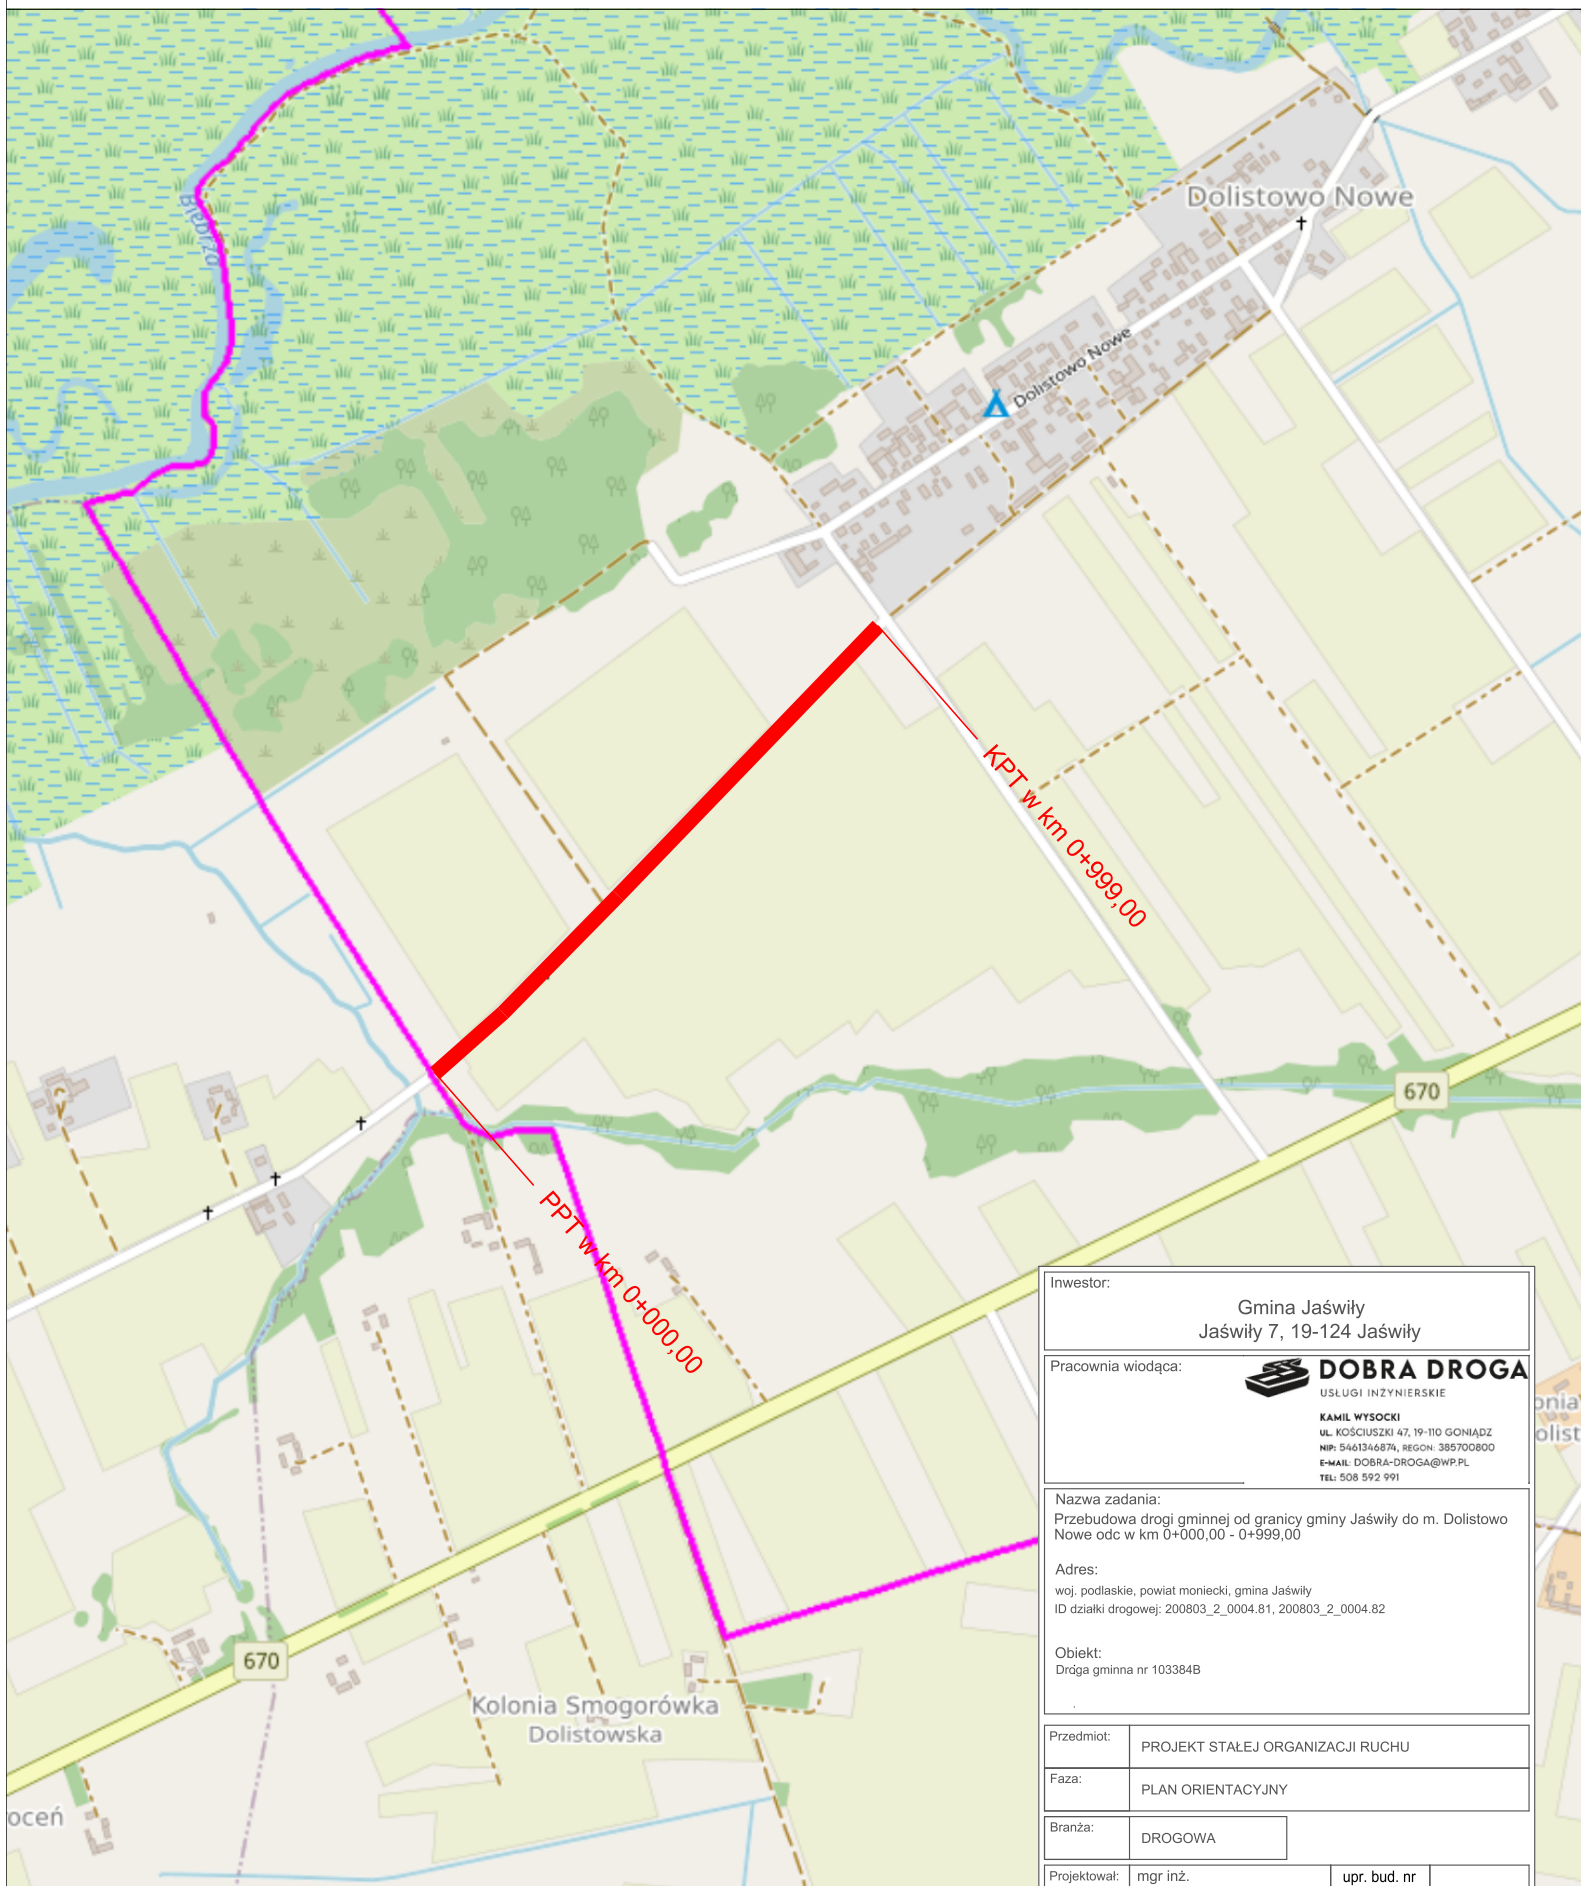 Biebrza
Dolistowo Nowe
Dolistowo Nowe
KPT w km 0+999,00
670
PPT w km 0+000,00
670
Kolonia Smogorówka
Dolistowska
oceń
onia
olist
Inwestor:
Gmina Jaświły
Jaświły 7, 19-124 Jaświły
Pracownia wiodąca:
DOBRA DROGA
USŁUGI INŻYNIERSKIE
KAMIL WYSOCKI
UL. KOŚCIUSZKI 47, 19-110 GONIĄDZ
NIP: 5461346874, REGON: 385700800
E-MAIL: DOBRA-DROGA@WP.PL
TEL: 508 592 991
Nazwa zadania:
Przebudowa drogi gminnej od granicy gminy Jaświły do m. Dolistowo
Nowe odc w km 0+000,00 - 0+999,00
Adres:
woj. podlaskie, powiat moniecki, gmina Jaświły
ID działki drogowej: 200803_2_0004.81, 200803_2_0004.82
Obiekt:
Droga gminna nr 103384B
Przedmiot:
PROJEKT STAŁEJ ORGANIZACJI RUCHU
Faza:
PLAN ORIENTACYJNY
Branża:
DROGOWA
Projektował: mgr inż. upr. bud. nr